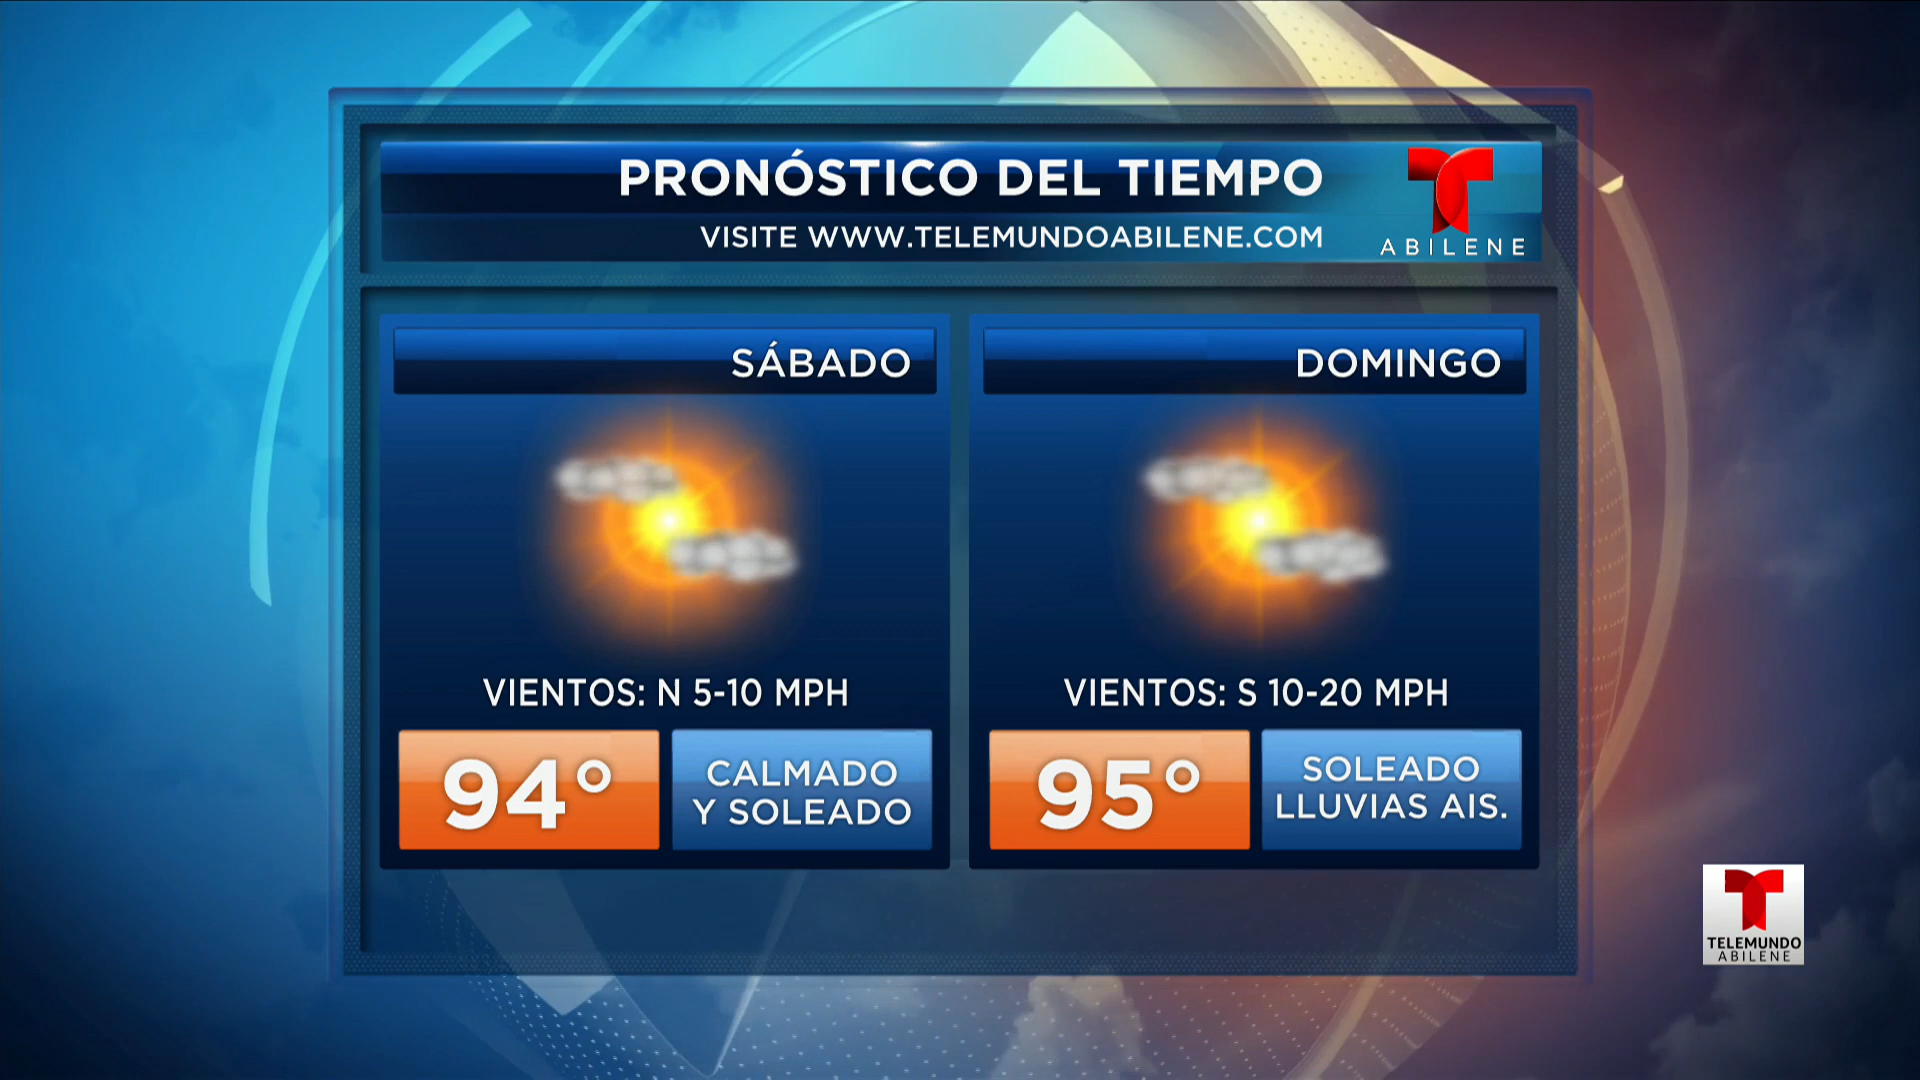 PRONÓSTICO DEL TIEMPO
VISITE WWW.TELEMUNDOABILENE.COM
ABILENE
SÁBADO
VIENTOS: N 5-10 MPH
94°
CALMADO
Y SOLEADO
DOMINGO
VIENTOS: S 10-20 MPH
95°
SOLEADO
LLUVIAS AIS.
TELEMUNDO
ABILENE